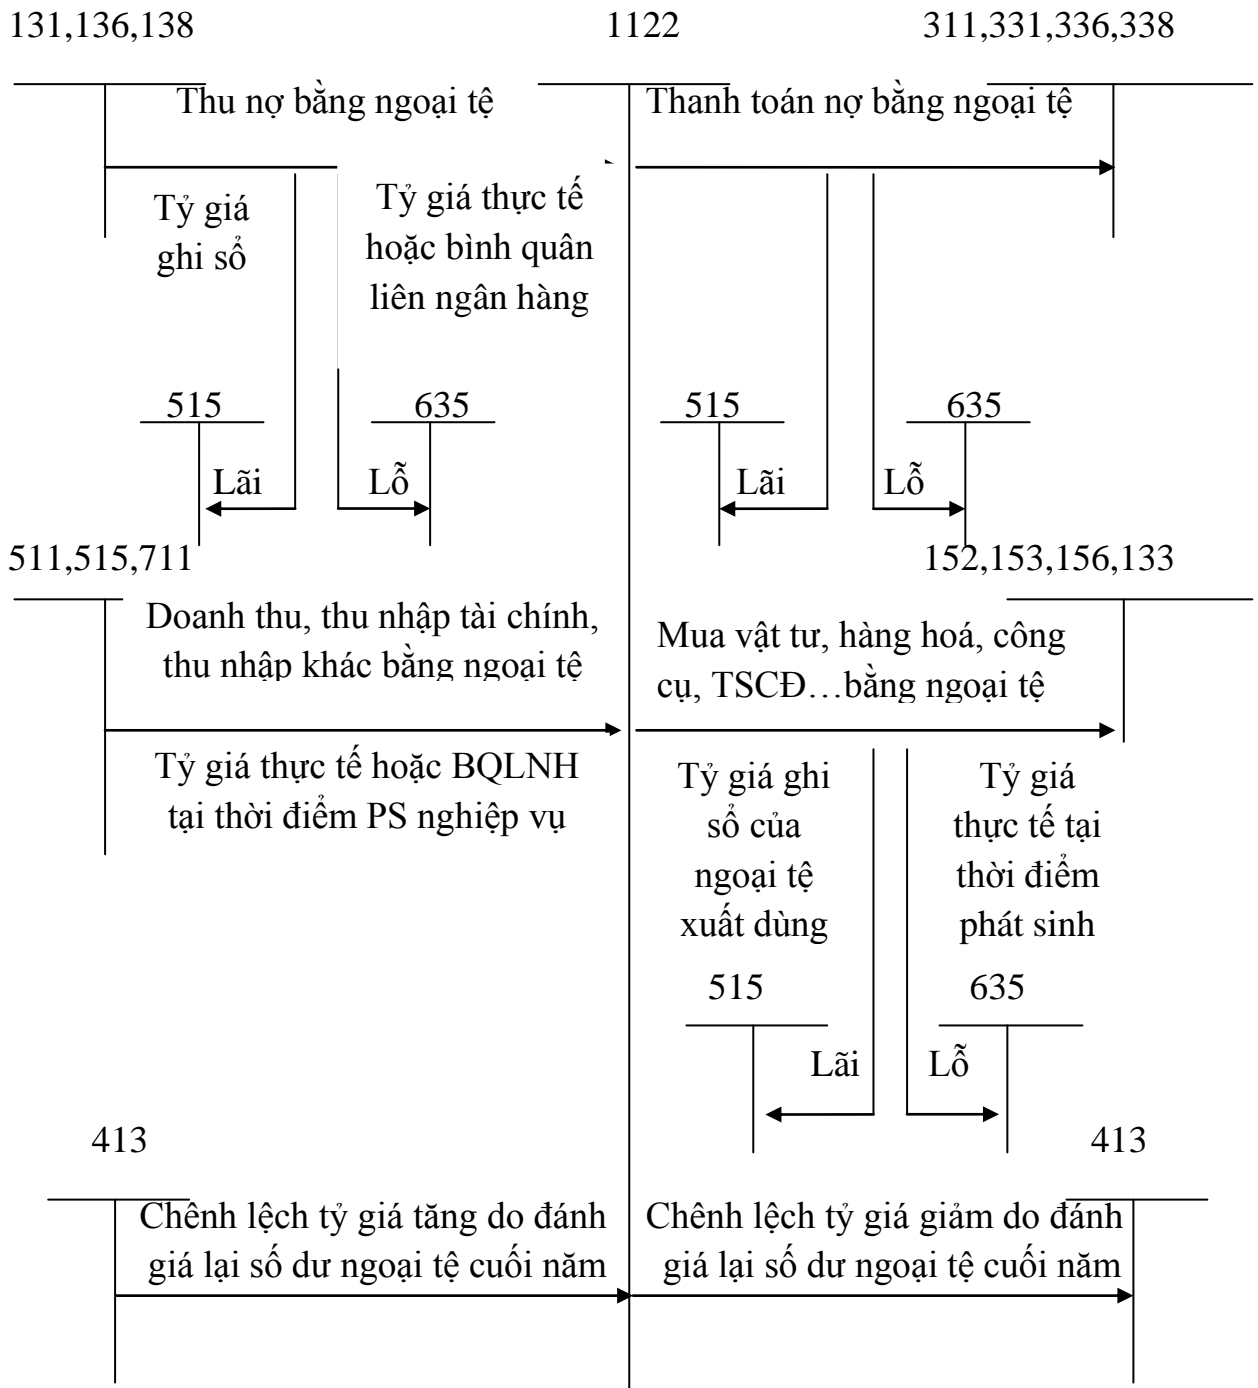 131,136,138
1122
311,331,336,338
Thu nợ bằng ngoại tệ
Thanh toán nợ bằng ngoại tệ
Tỷ giá
ghi sổ
Tỷ giá thực tế
hoặc bình quân
liên ngân hàng
515
635
515
635
Lãi
Lỗ
Lãi
Lỗ
511,515,711
152,153,156,133
Doanh thu, thu nhập tài chính,
thu nhập khác bằng ngoại tệ
Mua vật tư, hàng hoá, công
cụ, TSCĐ…bằng ngoại tệ
Tỷ giá thực tế hoặc BQLNH
tại thời điểm PS nghiệp vụ
Tỷ giá ghi
sổ của
ngoại tệ
xuất dùng
Tỷ giá
thực tế tại
thời điểm
phát sinh
515
635
Lãi
Lỗ
413
413
Chênh lệch tỷ giá tăng do đánh
giá lại số dư ngoại tệ cuối năm
Chênh lệch tỷ giá giảm do đánh
giá lại số dư ngoại tệ cuối năm